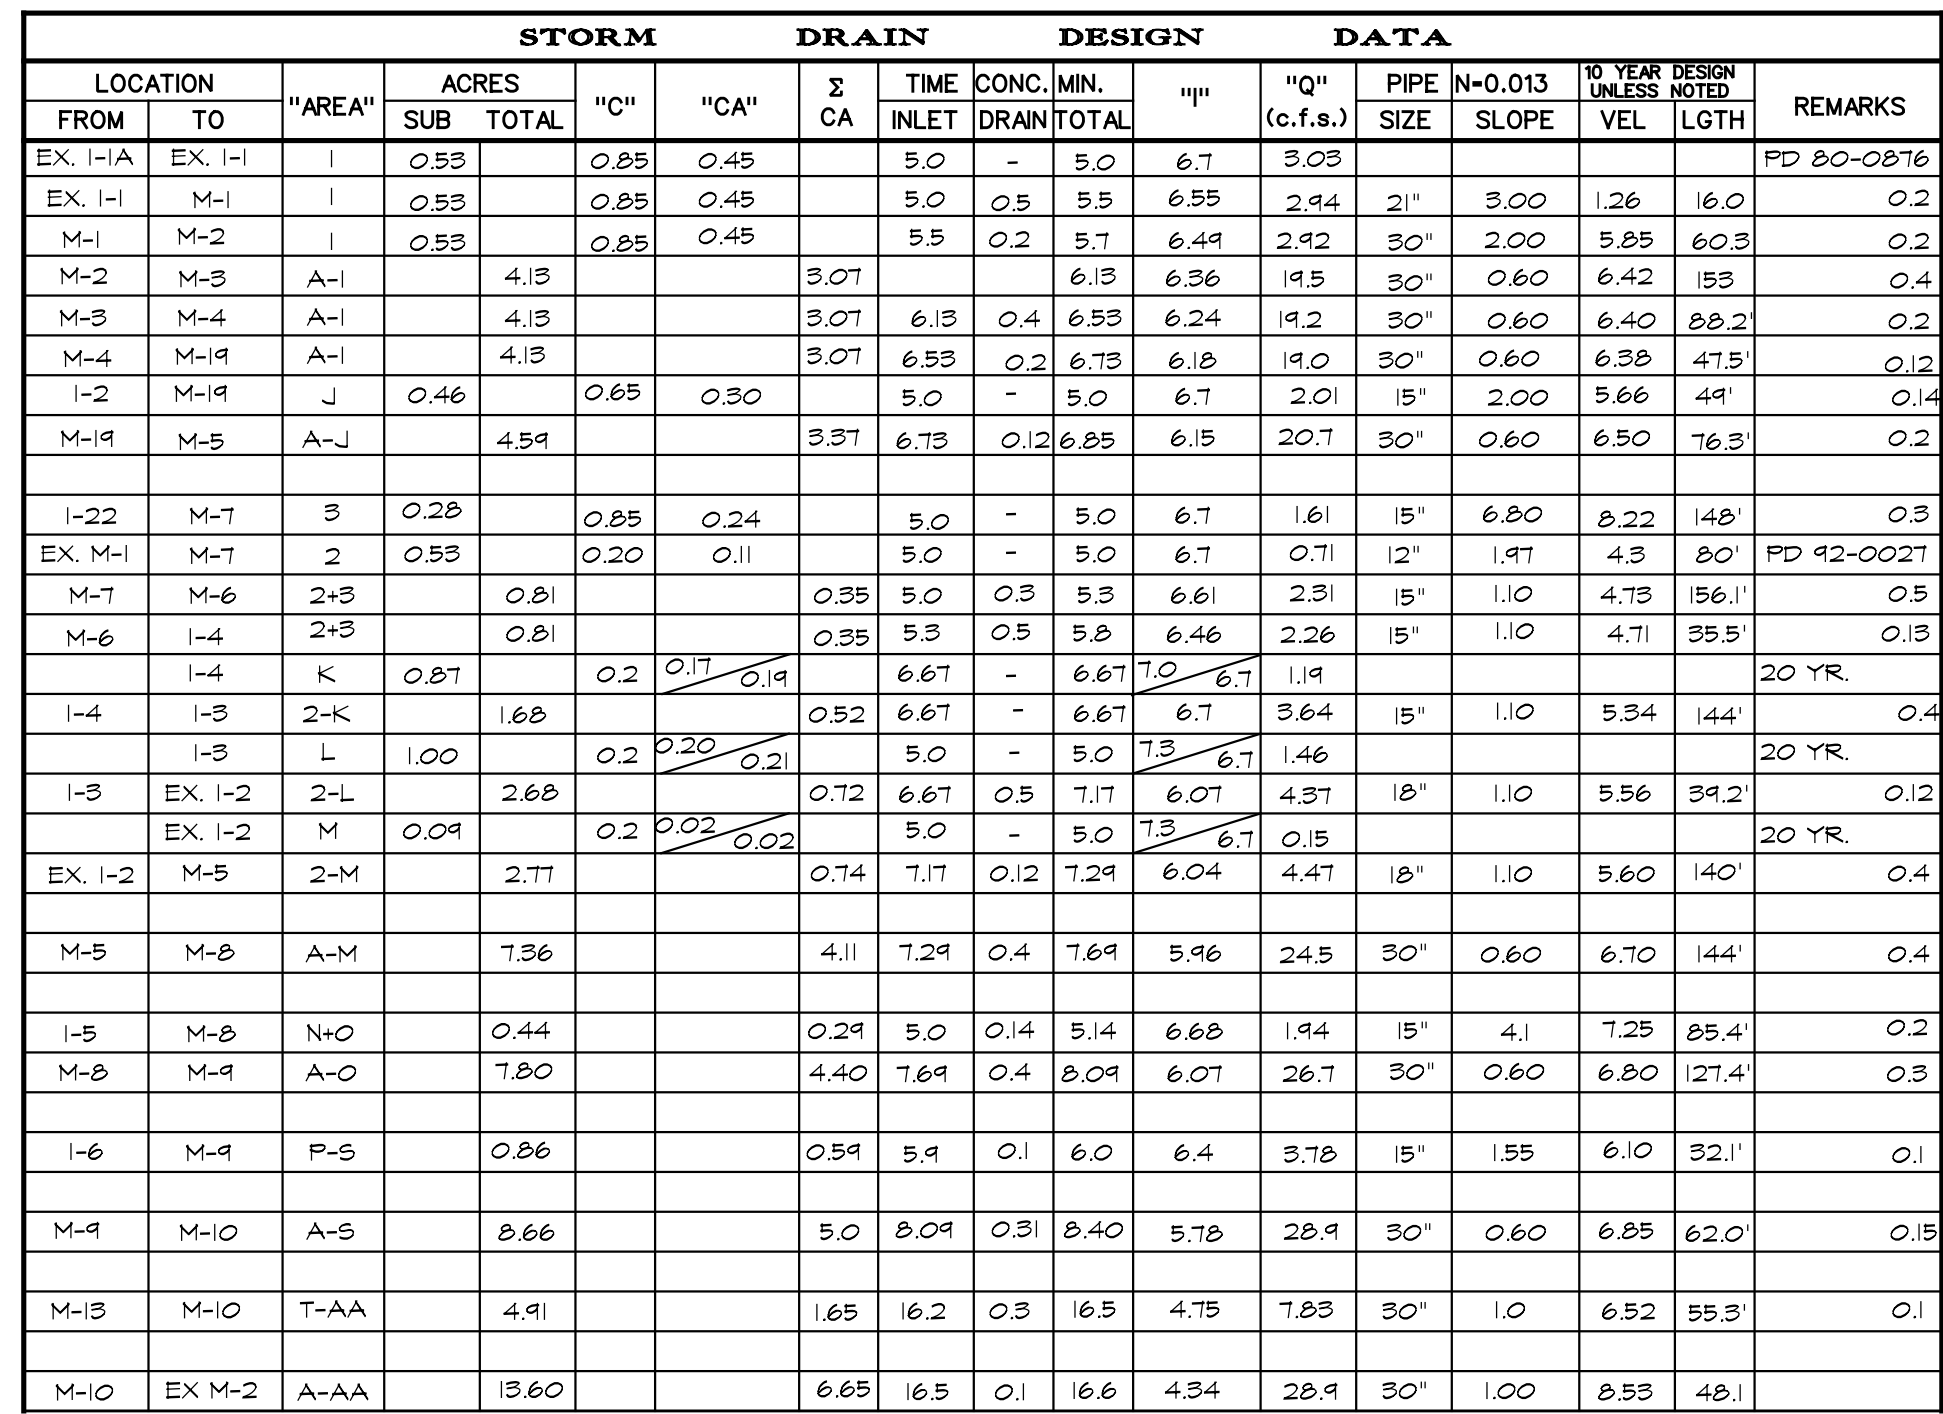 STORM DRAIN DESIGN DATA
LOCATION "AREA" ACRES "C" "CA" Σ CA TIME CONC. MIN. "I" "Q" (c.f.s.) PIPE N=0.013 10 YEAR DESIGN UNLESS NOTED REMARKS
FROM TO SUB TOTAL INLET DRAIN TOTAL SIZE SLOPE VEL LGTH
EX. I-IA EX. I-I I 0.53 0.85 0.45 5.0 - 5.0 6.7 3.03 PD 80-0876
EX. I-I M-I I 0.53 0.85 0.45 5.0 0.5 5.5 6.55 2.94 21" 3.00 1.26 16.0 0.2
M-I M-2 I 0.53 0.85 0.45 5.5 0.2 5.7 6.49 2.92 30" 2.00 5.85 60.3 0.2
M-2 M-3 A-I 4.13 3.07 6.13 6.36 19.5 30" 0.60 6.42 153 0.4
M-3 M-4 A-I 4.13 3.07 6.13 0.4 6.53 6.24 19.2 30" 0.60 6.40 88.2' 0.2
M-4 M-19 A-I 4.13 3.07 6.53 0.2 6.73 6.18 19.0 30" 0.60 6.38 47.5' 0.12
I-2 M-19 J 0.46 0.65 0.30 5.0 - 5.0 6.7 2.01 15" 2.00 5.66 49' 0.14
M-19 M-5 A-J 4.59 3.37 6.73 0.12 6.85 6.15 20.7 30" 0.60 6.50 76.3' 0.2
I-22 M-7 3 0.28 0.85 0.24 5.0 - 5.0 6.7 1.61 15" 6.80 8.22 148' 0.3
EX. M-I M-7 2 0.53 0.20 0.11 5.0 - 5.0 6.7 0.71 12" 1.97 4.3 80' PD 92-0027
M-7 M-6 2+3 0.81 0.35 5.0 0.3 5.3 6.61 2.31 15" 1.10 4.73 156.1' 0.5
M-6 I-4 2+3 0.81 0.35 5.3 0.5 5.8 6.46 2.26 15" 1.10 4.71 35.5' 0.13
I-4 K 0.87 0.2 0.17/0.19 6.67 - 6.67 7.0/6.7 1.19 20 YR.
I-4 I-3 2-K 1.68 0.52 6.67 - 6.67 6.7 3.64 15" 1.10 5.34 144' 0.4
I-3 L 1.00 0.2 0.20/0.21 5.0 - 5.0 7.3/6.7 1.46 20 YR.
I-3 EX. I-2 2-L 2.68 0.72 6.67 0.5 7.17 6.07 4.37 18" 1.10 5.56 39.2' 0.12
EX. I-2 M 0.09 0.2 0.02/0.02 5.0 - 5.0 7.3/6.7 0.15 20 YR.
EX. I-2 M-5 2-M 2.77 0.74 7.17 0.12 7.29 6.04 4.47 18" 1.10 5.60 140' 0.4
M-5 M-8 A-M 7.36 4.11 7.29 0.4 7.69 5.96 24.5 30" 0.60 6.70 144' 0.4
I-5 M-8 N+O 0.44 0.29 5.0 0.14 5.14 6.68 1.94 15" 4.1 7.25 85.4' 0.2
M-8 M-9 A-O 7.80 4.40 7.69 0.4 8.09 6.07 26.7 30" 0.60 6.80 127.4' 0.3
I-6 M-9 P-S 0.86 0.59 5.9 0.1 6.0 6.4 3.78 15" 1.55 6.10 32.1' 0.1
M-9 M-10 A-S 8.66 5.0 8.09 0.31 8.40 5.78 28.9 30" 0.60 6.85 62.0' 0.15
M-13 M-10 T-AA 4.91 1.65 16.2 0.3 16.5 4.75 7.83 30" 1.0 6.52 55.3' 0.1
M-10 EX M-2 A-AA 13.60 6.65 16.5 0.1 16.6 4.34 28.9 30" 1.00 8.53 48.1